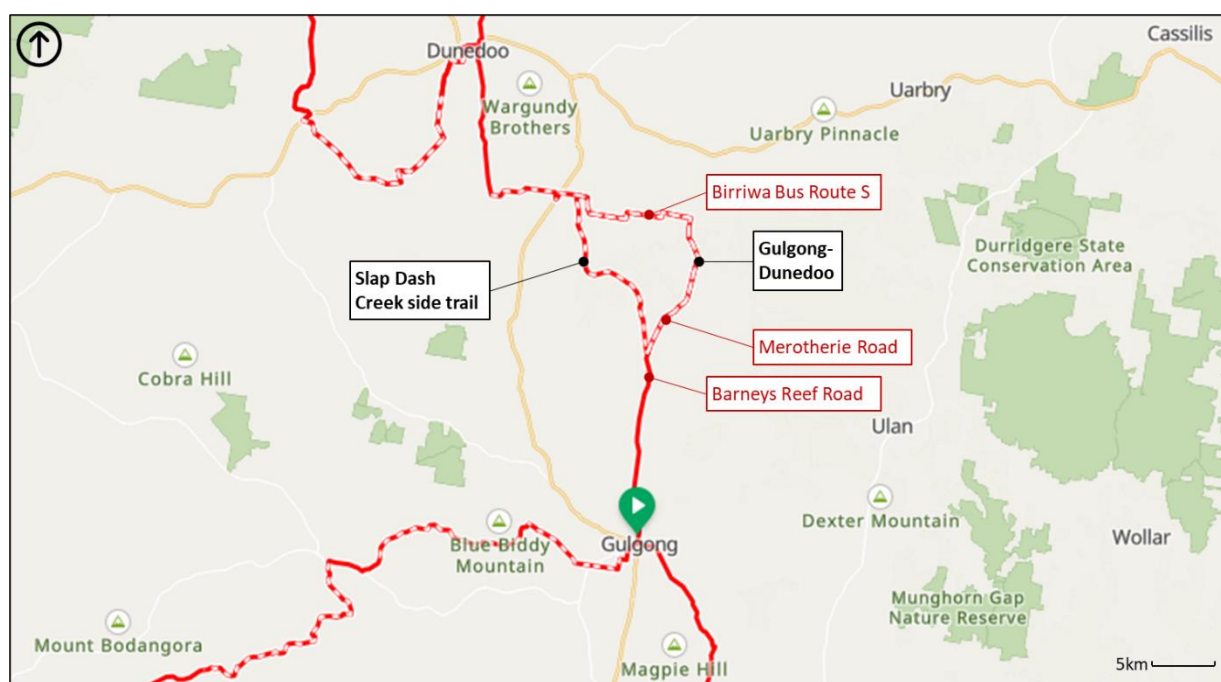 Cassilis
Dunedoo
Wargundy
Brothers
Uarbry
Uarbry Pinnacle
Birriwa Bus Route S
Durridgere State
Conservation Area
Slap Dash
Creek side trail
Gulgong-
Dunedoo
Merotherie Road
Cobra Hill
Barneys Reef Road
Ulan
Dexter Mountain
Blue Biddy
Mountain
Gulgong
Wollar
Munghorn Gap
Nature Reserve
Mount Bodangora
Magpie Hill
5km